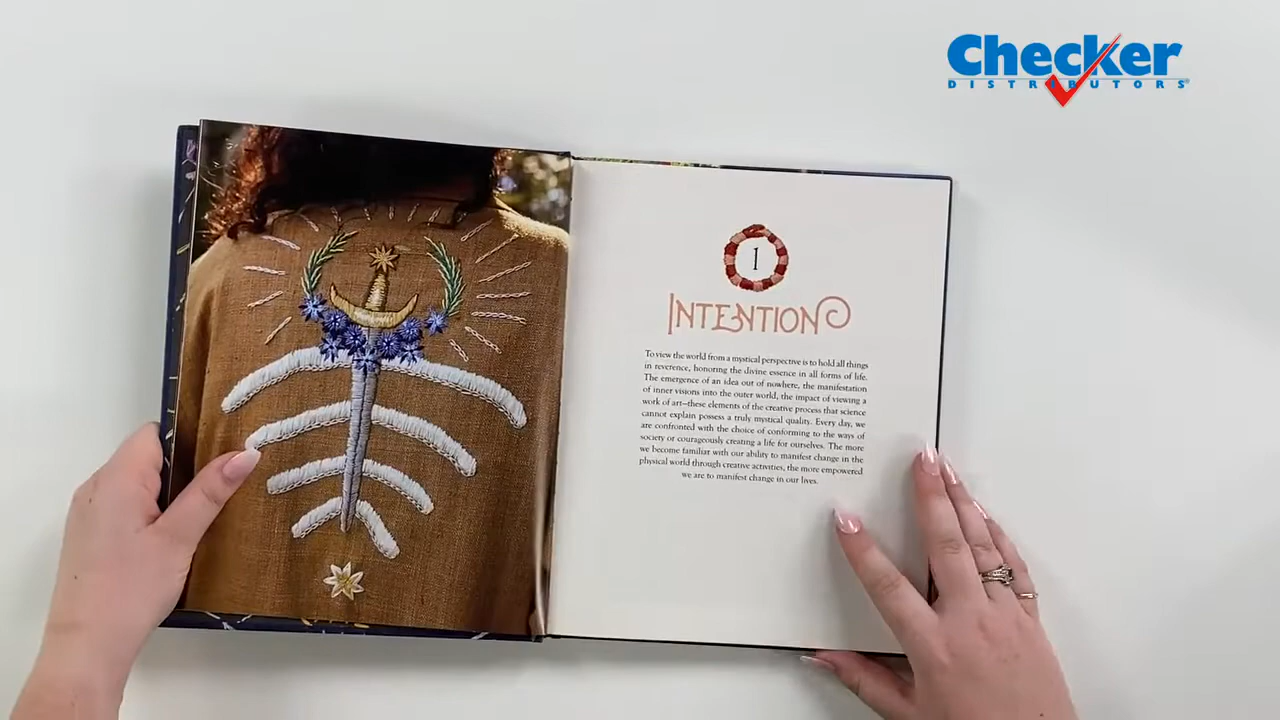 Checker
DISTRIBUTORS
1
INTENTION
To view the world from a mystical perspective is to hold all things
in reverence, honoring the divine essence in all forms of life.
The emergence of an idea out of nowhere, the manifestation
of inner visions into the outer world, the impact of viewing a
work of art—these elements of the creative process that science
cannot explain possess a truly mystical quality. Every day, we
are confronted with the choice of conforming to the ways of
society or courageously creating a life for ourselves. The more
we become familiar with our ability to manifest change in the
physical world through creative activities, the more empowered
we are to manifest change in our lives.